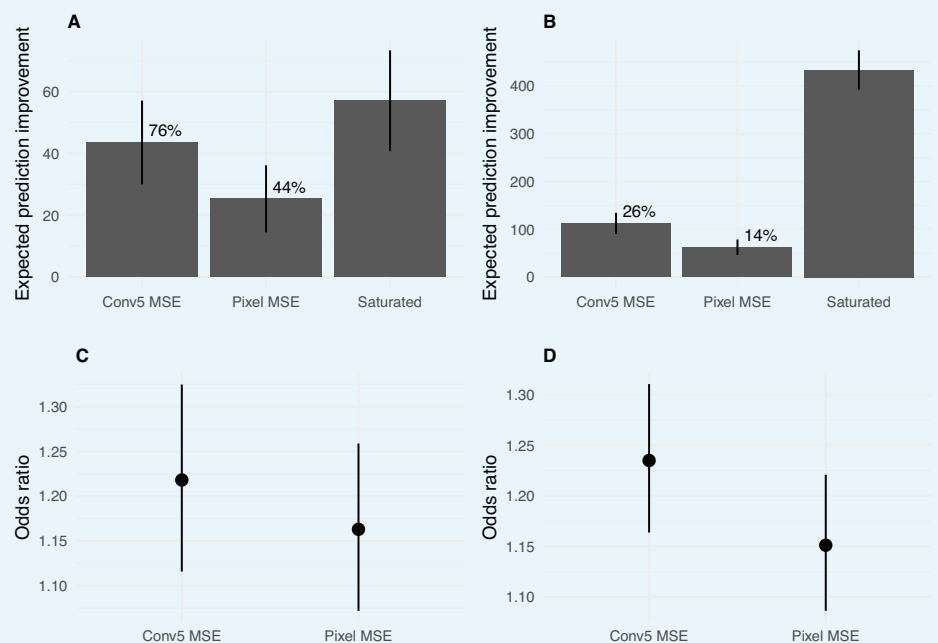 A
Expected prediction improvement
60
40
20
0
76%
44%
Conv5 MSE Pixel MSE Saturated
B
Expected prediction improvement
400
300
200
100
0
26%
14%
Conv5 MSE Pixel MSE Saturated
C
Odds ratio
1.30
1.25
1.20
1.15
1.10
Conv5 MSE Pixel MSE
D
Odds ratio
1.30
1.25
1.20
1.15
1.10
Conv5 MSE Pixel MSE